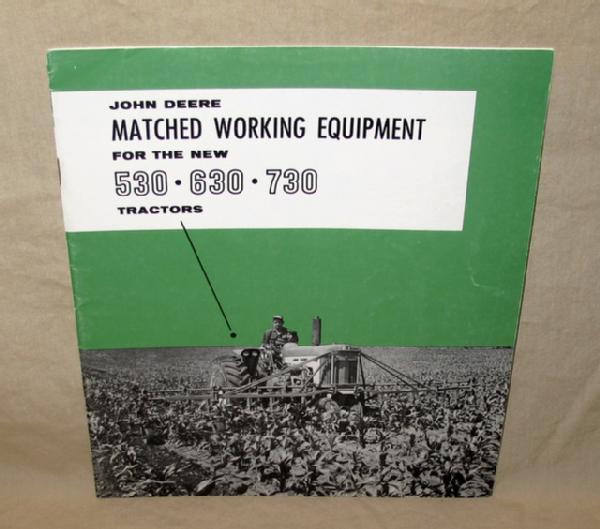 JOHN DEERE
MATCHED WORKING EQUIPMENT
FOR THE NEW
530 · 630 · 730
TRACTORS